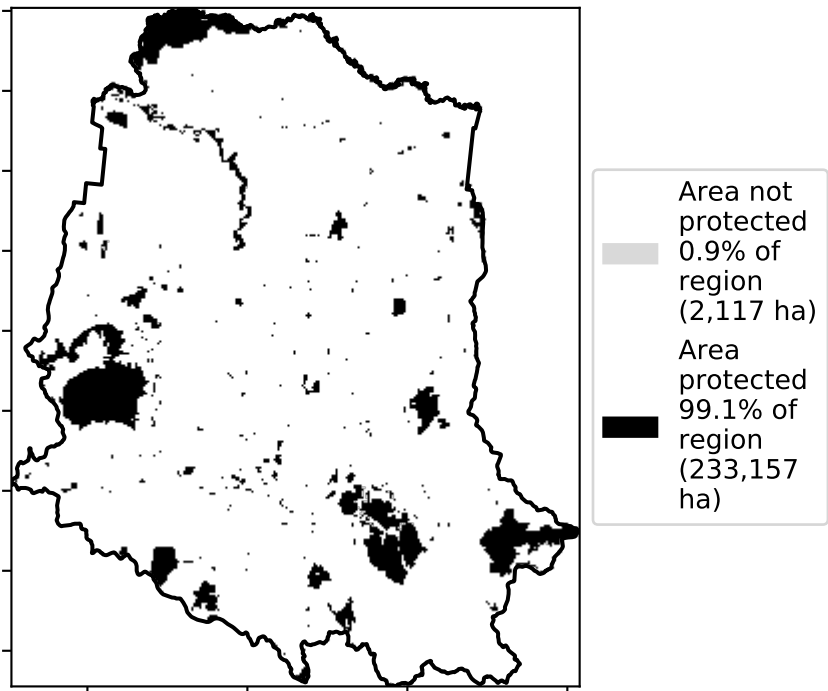 Area not
protected
0.9% of
region
(2,117 ha)
Area
protected
99.1% of
region
(233,157
ha)